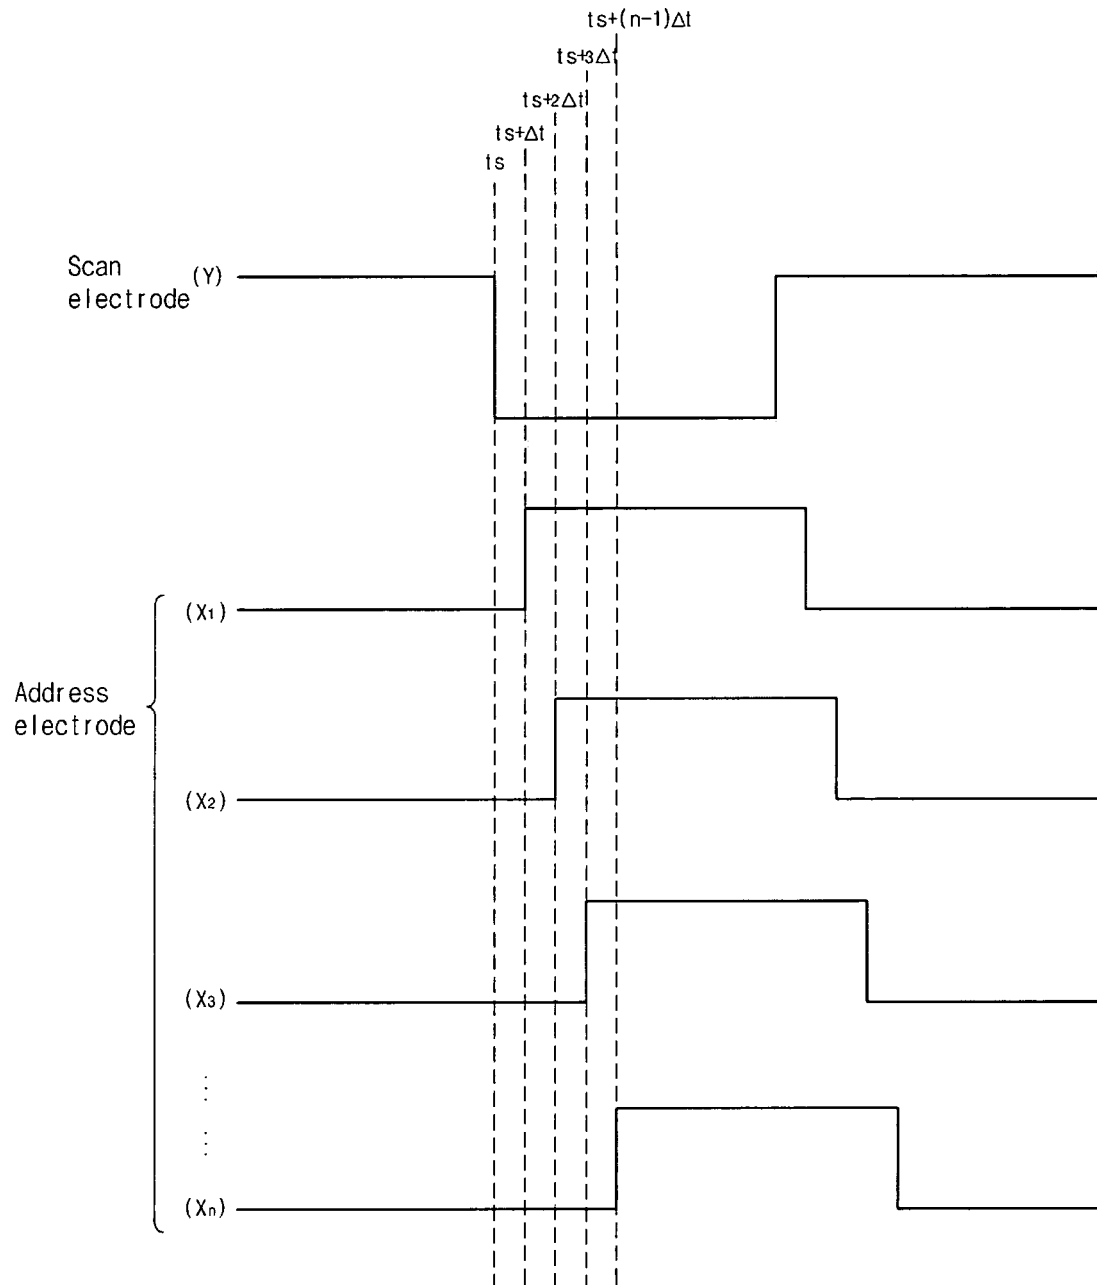 ts+(n-1)Δt
ts+3Δt
ts+2Δt
ts+Δt
ts
Scan
electrode
(Y)
(X1)
Address
electrode
(X2)
(X3)
(Xn)